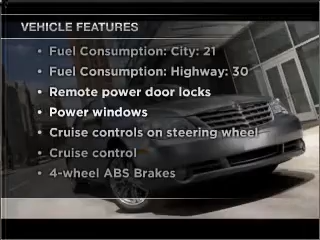 VEHICLE FEATURES
• Fuel Consumption: City: 21
• Fuel Consumption: Highway: 30
• Remote power door locks
• Power windows
• Cruise controls on steering wheel
• Cruise control
• 4-wheel ABS Brakes